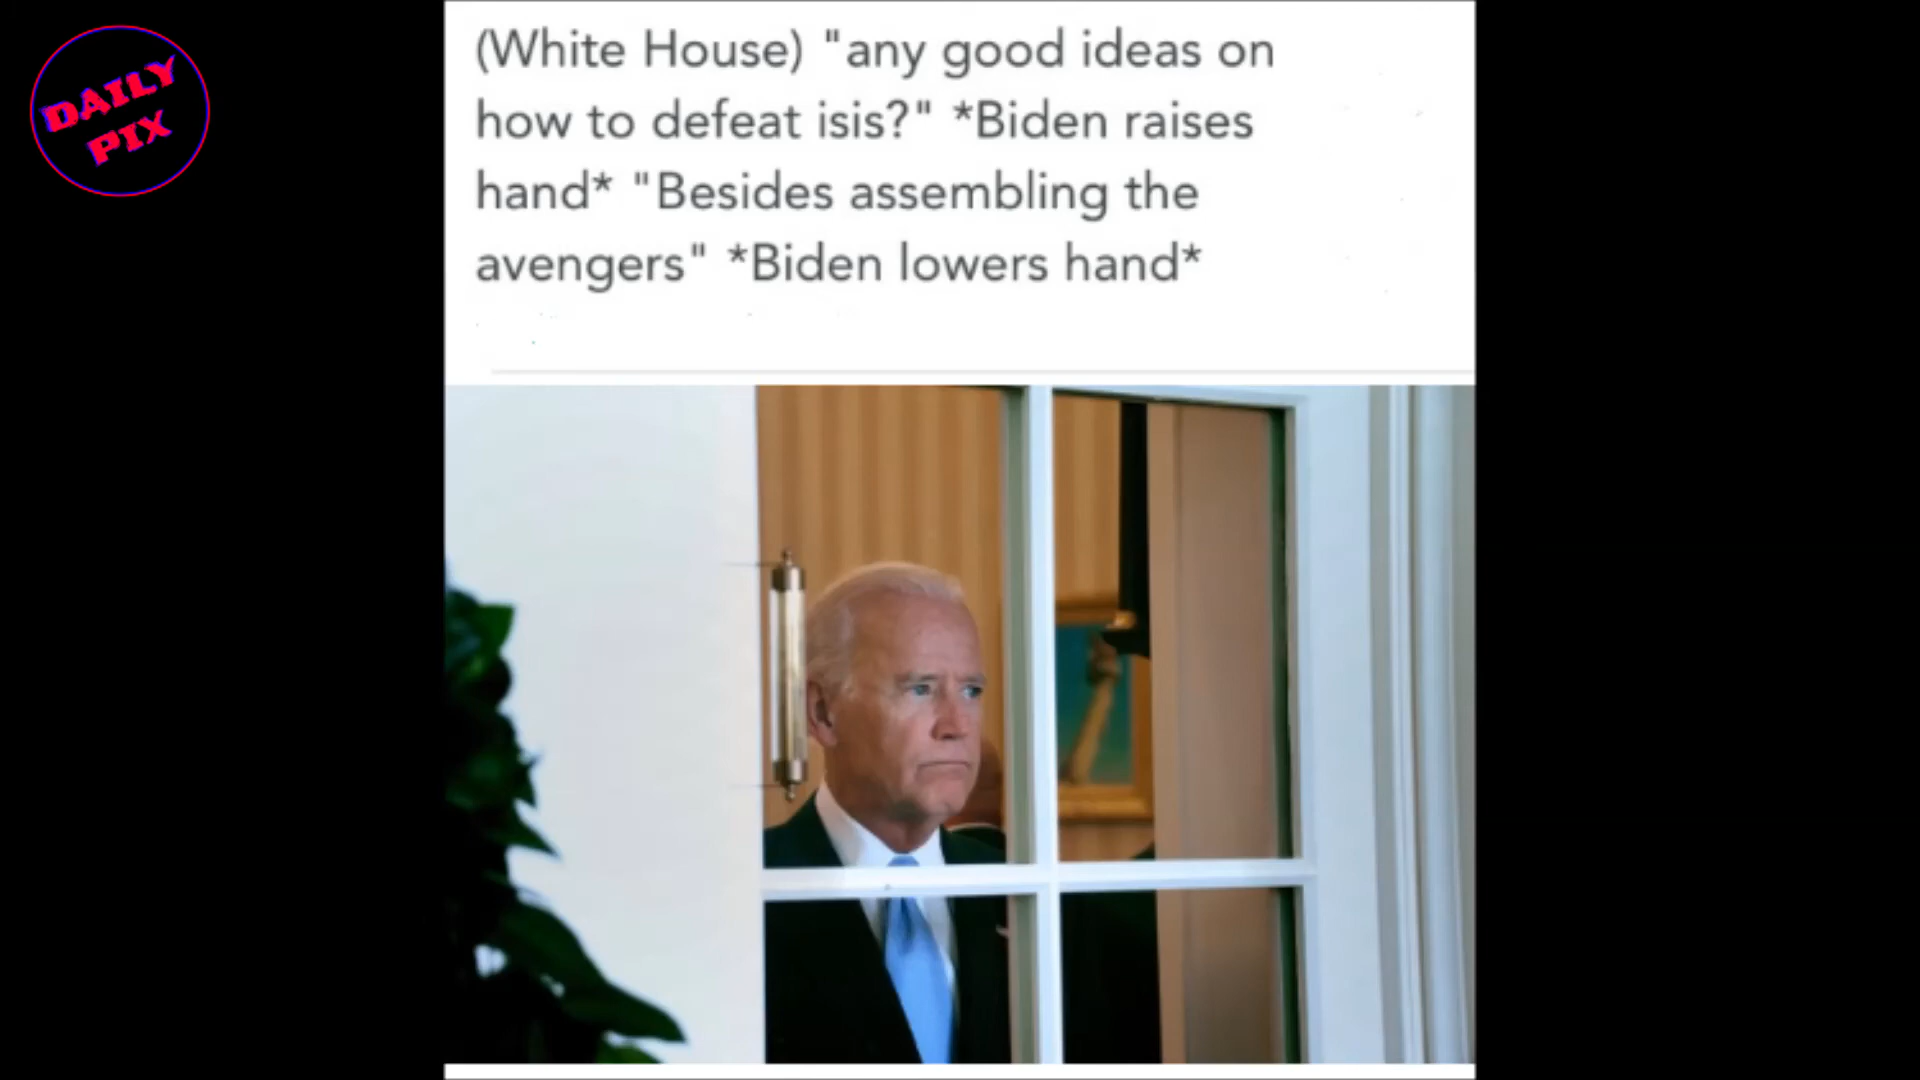 DAILY
PIX
(White House) "any good ideas on
how to defeat isis?" *Biden raises
hand* "Besides assembling the
avengers" *Biden lowers hand*